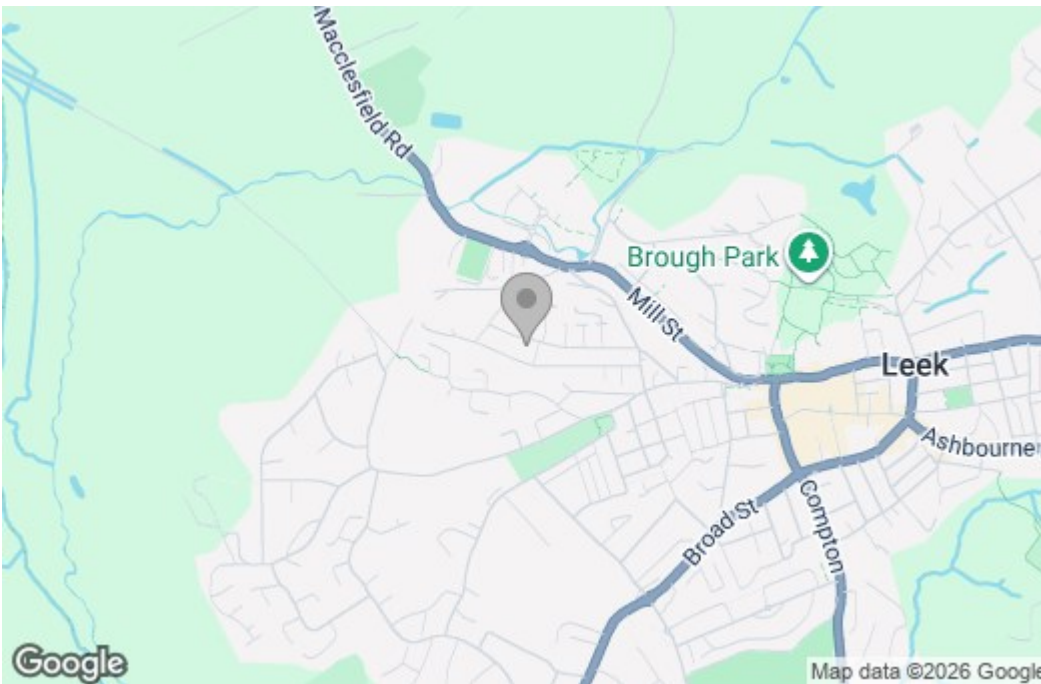 Macclesfield Rd
Brough Park
Mill St
Leek
Ashbourne
Broad St
Compton
Google
Map data ©2026 Google